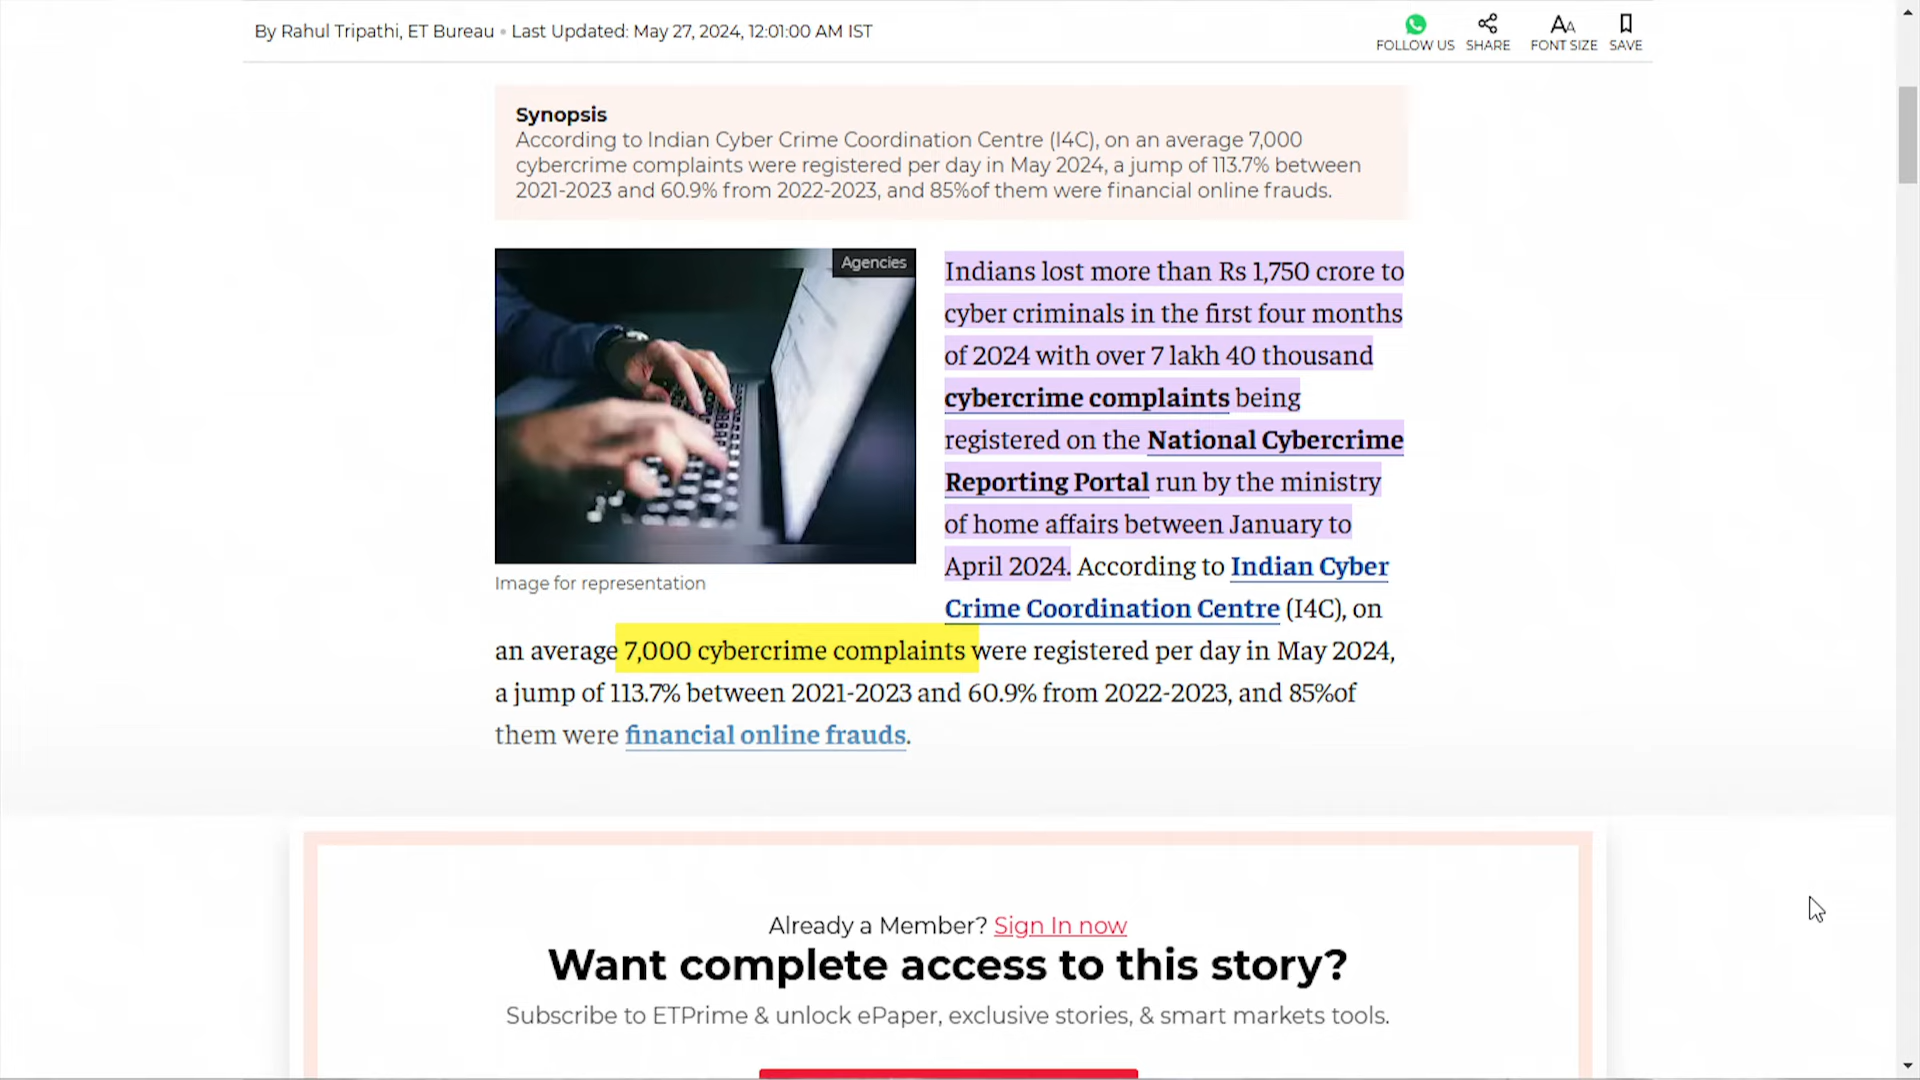 By Rahul Tripathi, ET Bureau • Last Updated: May 27, 2024, 12:01:00 AM IST
FOLLOW US
SHARE
FONT SIZE
SAVE
Synopsis
According to Indian Cyber Crime Coordination Centre (I4C), on an average 7,000
cybercrime complaints were registered per day in May 2024, a jump of 113.7% between
2021-2023 and 60.9% from 2022-2023, and 85%of them were financial online frauds.
Agencies
Image for representation
Indians lost more than Rs 1,750 crore to
cyber criminals in the first four months
of 2024 with over 7 lakh 40 thousand
cybercrime complaints being
registered on the National Cybercrime
Reporting Portal run by the ministry
of home affairs between January to
April 2024. According to Indian Cyber
Crime Coordination Centre (I4C), on
an average 7,000 cybercrime complaints were registered per day in May 2024,
a jump of 113.7% between 2021-2023 and 60.9% from 2022-2023, and 85%of
them were financial online frauds.
Already a Member? Sign In now
Want complete access to this story?
Subscribe to ETPrime & unlock ePaper, exclusive stories, & smart markets tools.